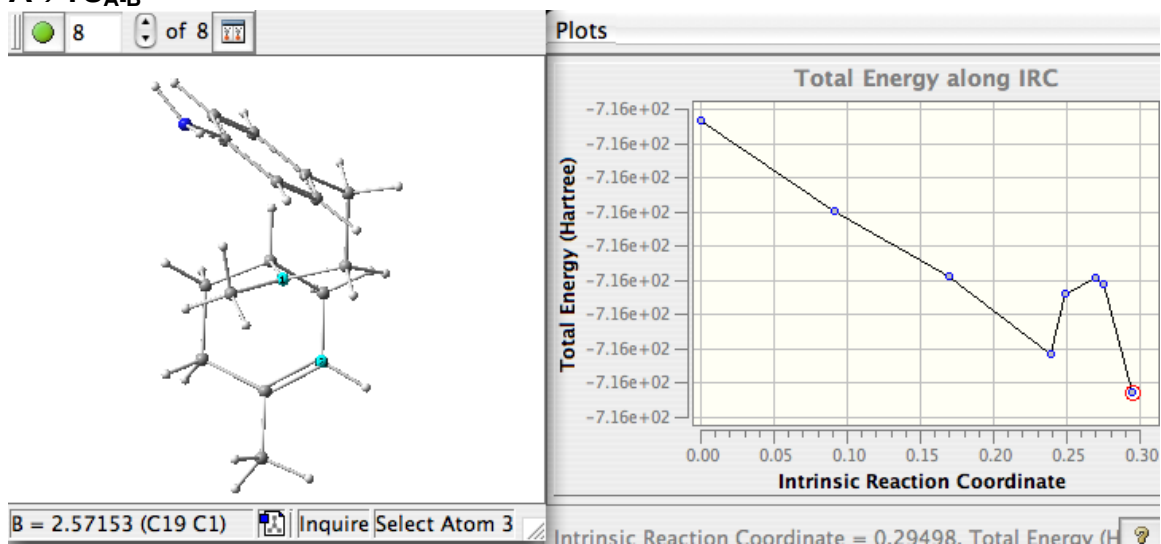 8 of 8
Plots
Total Energy along IRC
Total Energy (Hartree)
-7.16e+02
-7.16e+02
-7.16e+02
-7.16e+02
-7.16e+02
-7.16e+02
-7.16e+02
-7.16e+02
-7.16e+02
-7.16e+02
0.00 0.05 0.10 0.15 0.20 0.25 0.30
Intrinsic Reaction Coordinate
1
2
B = 2.57153 (C19 C1) Inquire Select Atom 3
Intrinsic Reaction Coordinate = 0.29498, Total Energy (H ?